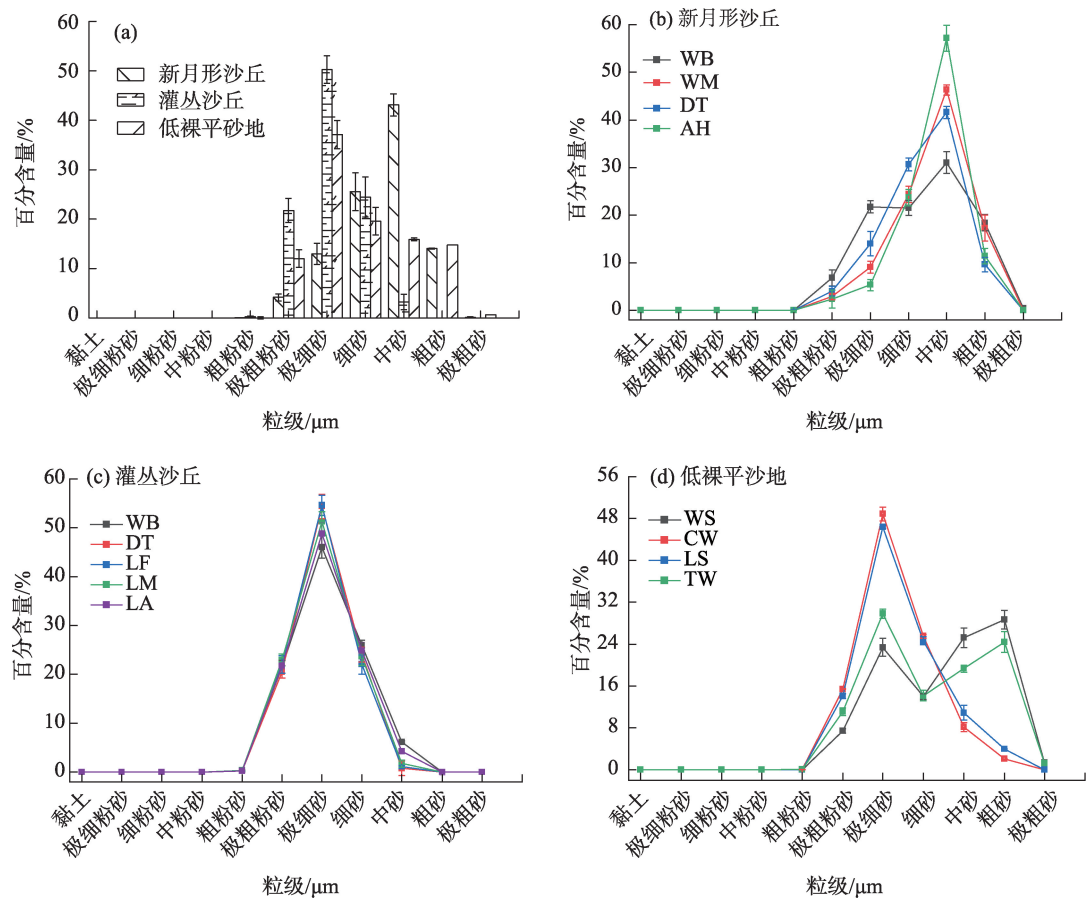 (a)
新月形沙丘
灌丛沙丘
低裸平砂地
百分含量/%
60
50
40
30
20
10
0
黏土
极细粉砂
细粉砂
中粉砂
粗粉砂
极粗粉砂
极细砂
细砂
中砂
粗砂
极粗砂
粒级/μm
(b) 新月形沙丘
WB
WM
DT
AH
百分含量/%
60
50
40
30
20
10
0
黏土
极细粉砂
细粉砂
中粉砂
粗粉砂
极粗粉砂
极细砂
细砂
中砂
粗砂
极粗砂
粒级/μm
(c) 灌丛沙丘
WB
DT
LF
LM
LA
百分含量/%
60
50
40
30
20
10
0
黏土
极细粉砂
细粉砂
中粉砂
粗粉砂
极粗粉砂
极细砂
细砂
中砂
粗砂
极粗砂
粒级/μm
(d) 低裸平沙地
WS
CW
LS
TW
百分含量/%
56
48
40
32
24
16
8
0
黏土
极细粉砂
细粉砂
中粉砂
粗粉砂
极粗粉砂
极细砂
细砂
中砂
粗砂
极粗砂
粒级/μm